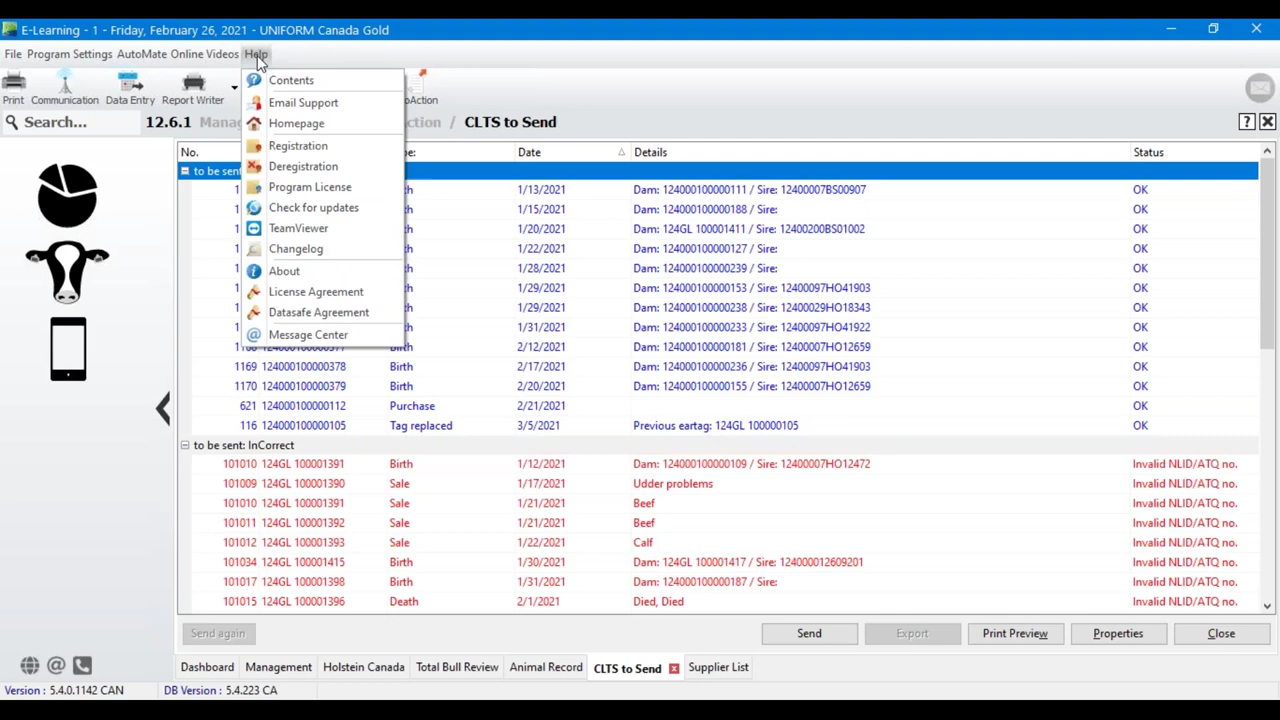 E-Learning - 1 - Friday, February 26, 2021 - UNIFORM Canada Gold
File Program Settings AutoMate Online Videos Help
Print Communication Data Entry Report Writer
Search... 12.6.1 / CLTS to Send
Contents
Email Support
Homepage
Registration
Deregistration
Program License
Check for updates
TeamViewer
Changelog
About
License Agreement
Datasafe Agreement
Message Center
No. Date Details Status
1/13/2021 Dam: 124000100000111 / Sire: 12400007BS00907 OK
1/15/2021 Dam: 124000100000188 / Sire: OK
1/20/2021 Dam: 124GL 100001411 / Sire: 12400200BS01002 OK
1/22/2021 Dam: 124000100000127 / Sire: OK
1/28/2021 Dam: 124000100000239 / Sire: OK
1/29/2021 Dam: 124000100000153 / Sire: 12400097HO41903 OK
1/29/2021 Dam: 124000100000238 / Sire: 12400029HO18343 OK
1/31/2021 Dam: 124000100000233 / Sire: 12400097HO41922 OK
Birth 2/12/2021 Dam: 124000100000181 / Sire: 12400007HO12659 OK
1169 124000100000378 Birth 2/17/2021 Dam: 124000100000236 / Sire: 12400097HO41903 OK
1170 124000100000379 Birth 2/20/2021 Dam: 124000100000155 / Sire: 12400007HO12659 OK
621 124000100000112 Purchase 2/21/2021 OK
116 124000100000105 Tag replaced 3/5/2021 Previous eartag: 124GL 100000105 OK
to be sent: InCorrect
101010 124GL 100001391 Birth 1/12/2021 Dam: 124000100000109 / Sire: 12400007HO12472 Invalid NLID/ATQ no.
101009 124GL 100001390 Sale 1/17/2021 Udder problems Invalid NLID/ATQ no.
101010 124GL 100001391 Sale 1/21/2021 Beef Invalid NLID/ATQ no.
101011 124GL 100001392 Sale 1/21/2021 Beef Invalid NLID/ATQ no.
101012 124GL 100001393 Sale 1/22/2021 Calf Invalid NLID/ATQ no.
101034 124GL 100001415 Birth 1/30/2021 Dam: 124GL 100001417 / Sire: 124000012609201 Invalid NLID/ATQ no.
101017 124GL 100001398 Birth 1/31/2021 Dam: 124000100000187 / Sire: Invalid NLID/ATQ no.
101015 124GL 100001396 Death 2/1/2021 Died, Died Invalid NLID/ATQ no.
Send again Send Export Print Preview Properties Close
Dashboard Management Holstein Canada Total Bull Review Animal Record CLTS to Send Supplier List
Version : 5.4.0.1142 CAN DB Version : 5.4.223 CA